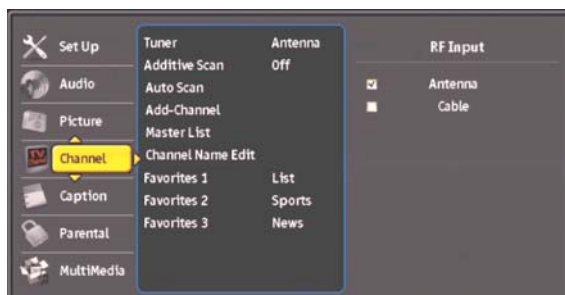 Set Up
Audio
Picture
Channel
Caption
Parental
MultiMedia
Tuner Antenna
Additive Scan Off
Auto Scan
Add-Channel
Master List
Channel Name Edit
Favorites 1 List
Favorites 2 Sports
Favorites 3 News
RF Input
Antenna
Cable